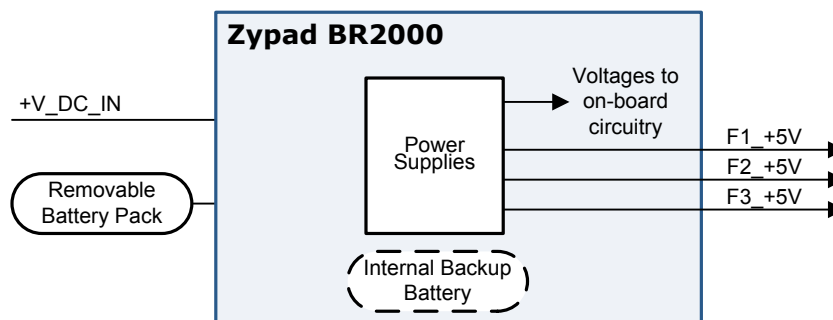 Zypad BR2000
+V_DC_IN
Removable
Battery Pack
Power
Supplies
Voltages to
on-board
circuitry
F1_+5V
F2_+5V
F3_+5V
Internal Backup
Battery